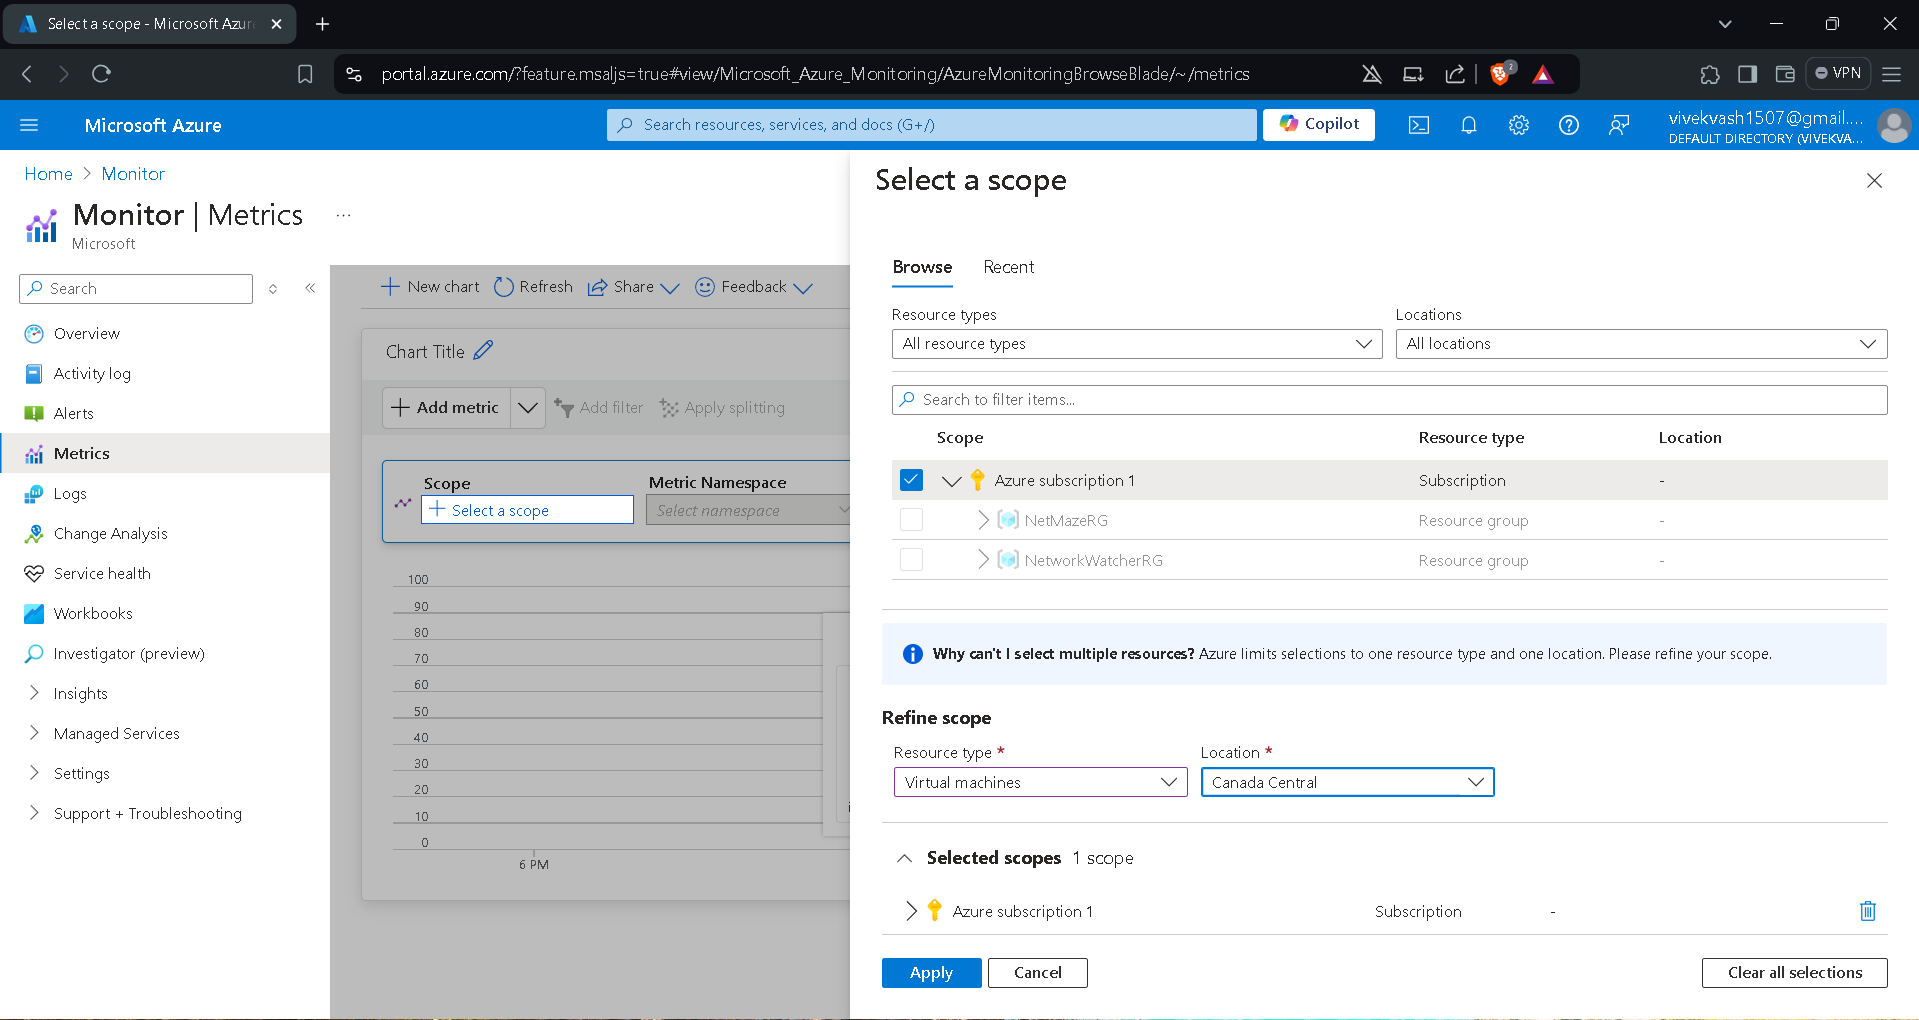 Select a scope - Microsoft Azur
portal.azure.com/?feature.msaljs=true#view/Microsoft_Azure_Monitoring/AzureMonitoringBrowseBlade/~/metrics
2
VPN
Microsoft Azure
Search resources, services, and docs (G+/)
Copilot
vivekvash1507@gmail....
DEFAULT DIRECTORY (VIVEKVA...
Home > Monitor
Monitor | Metrics
...
Microsoft
Search
Overview
Activity log
Alerts
Metrics
Logs
Change Analysis
Service health
Workbooks
Investigator (preview)
Insights
Managed Services
Settings
Support + Troubleshooting
New chart
Refresh
Share
Feedback
Chart Title
Add metric
Add filter
Apply splitting
Scope
Metric Namespace
Select a scope
Select namespace
100
90
80
70
60
50
40
30
20
10
0
6 PM
Select a scope
Browse
Recent
Resource types
Locations
All resource types
All locations
Search to filter items...
Scope Resource type Location
Azure subscription 1 Subscription -
NetMazeRG Resource group -
NetworkWatcherRG Resource group -
Why can't I select multiple resources? Azure limits selections to one resource type and one location. Please refine your scope.
Refine scope
Resource type *
Location *
Virtual machines
Canada Central
Selected scopes 1 scope
Azure subscription 1 Subscription -
Apply
Cancel
Clear all selections